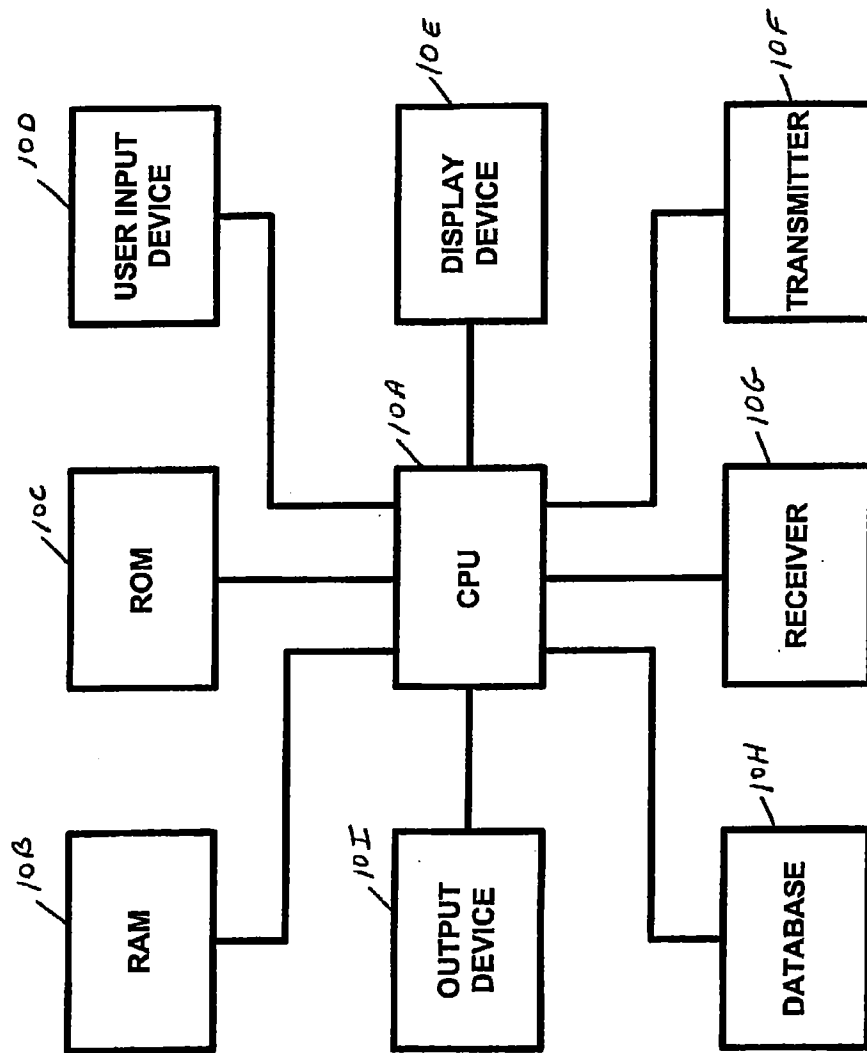 10B
RAM
10C
ROM
10D
USER INPUT
DEVICE
10I
OUTPUT
DEVICE
10A
CPU
10E
DISPLAY
DEVICE
10H
DATABASE
10G
RECEIVER
10F
TRANSMITTER